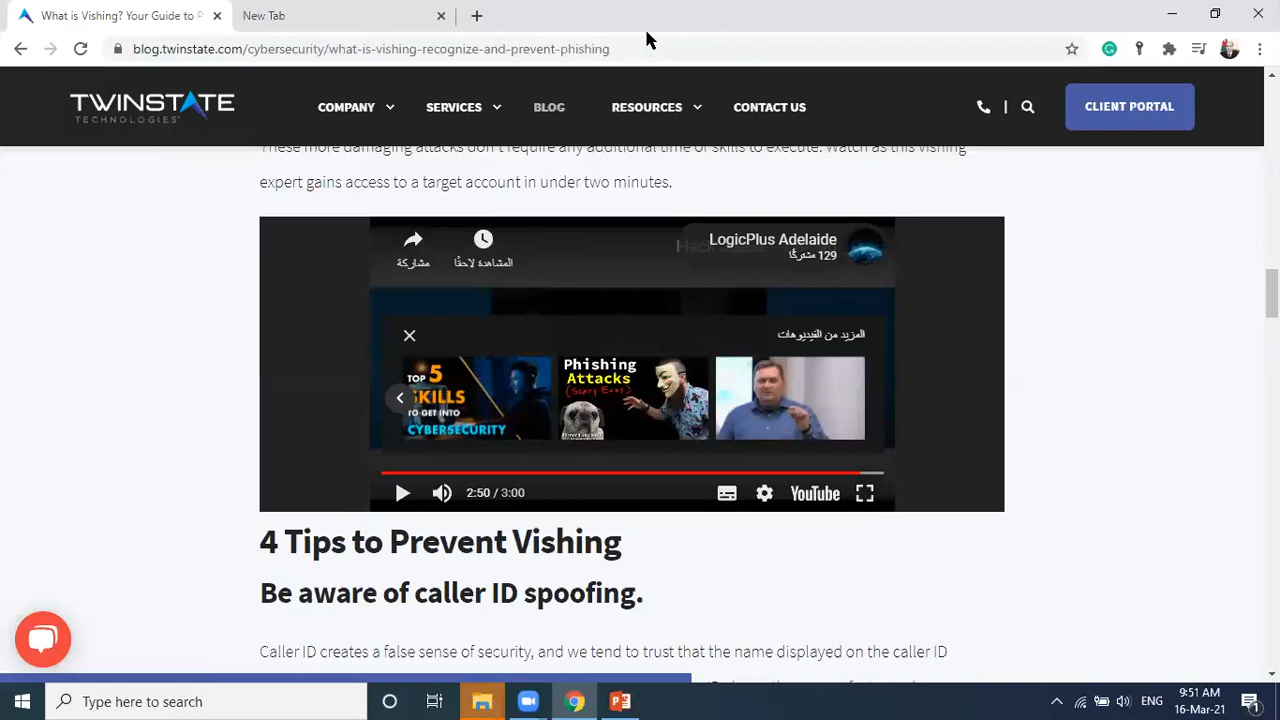 What is Vishing? Your Guide to P
New Tab
blog.twinstate.com/cybersecurity/what-is-vishing-recognize-and-prevent-phishing
TWINSTATE
TECHNOLOGIES
COMPANY
SERVICES
BLOG
RESOURCES
CONTACT US
CLIENT PORTAL
These more damaging attacks don't require any additional time or skills to execute. Watch as this vishing
expert gains access to a target account in under two minutes.
Hack
LogicPlus Adelaide
129 مشتركًا
المشاهدة لاحقًا
مشاركة
المزيد من الفيديوهات
TOP 5
SKILLS
TO GET INTO
CYBERSECURITY
Phishing
Attacks
(Scary Easy)
2:50 / 3:00
YouTube
4 Tips to Prevent Vishing
Be aware of caller ID spoofing.
Caller ID creates a false sense of security, and we tend to trust that the name displayed on the caller ID
Type here to search
ENG
9:51 AM
16-Mar-21
1